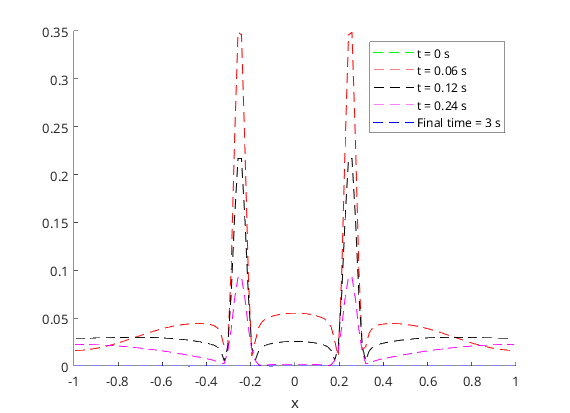 0.35
0.3
0.25
0.2
0.15
0.1
0.05
0
-1 -0.8 -0.6 -0.4 -0.2 0 0.2 0.4 0.6 0.8 1
x
t = 0 s
t = 0.06 s
t = 0.12 s
t = 0.24 s
Final time = 3 s